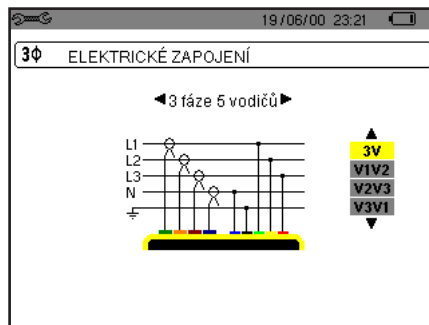 19/06/00 23:21
3Φ ELEKTRICKÉ ZAPOJENÍ
◄3 fáze 5 vodičů►
L1
L2
L3
N
3V
V1V2
V2V3
V3V1